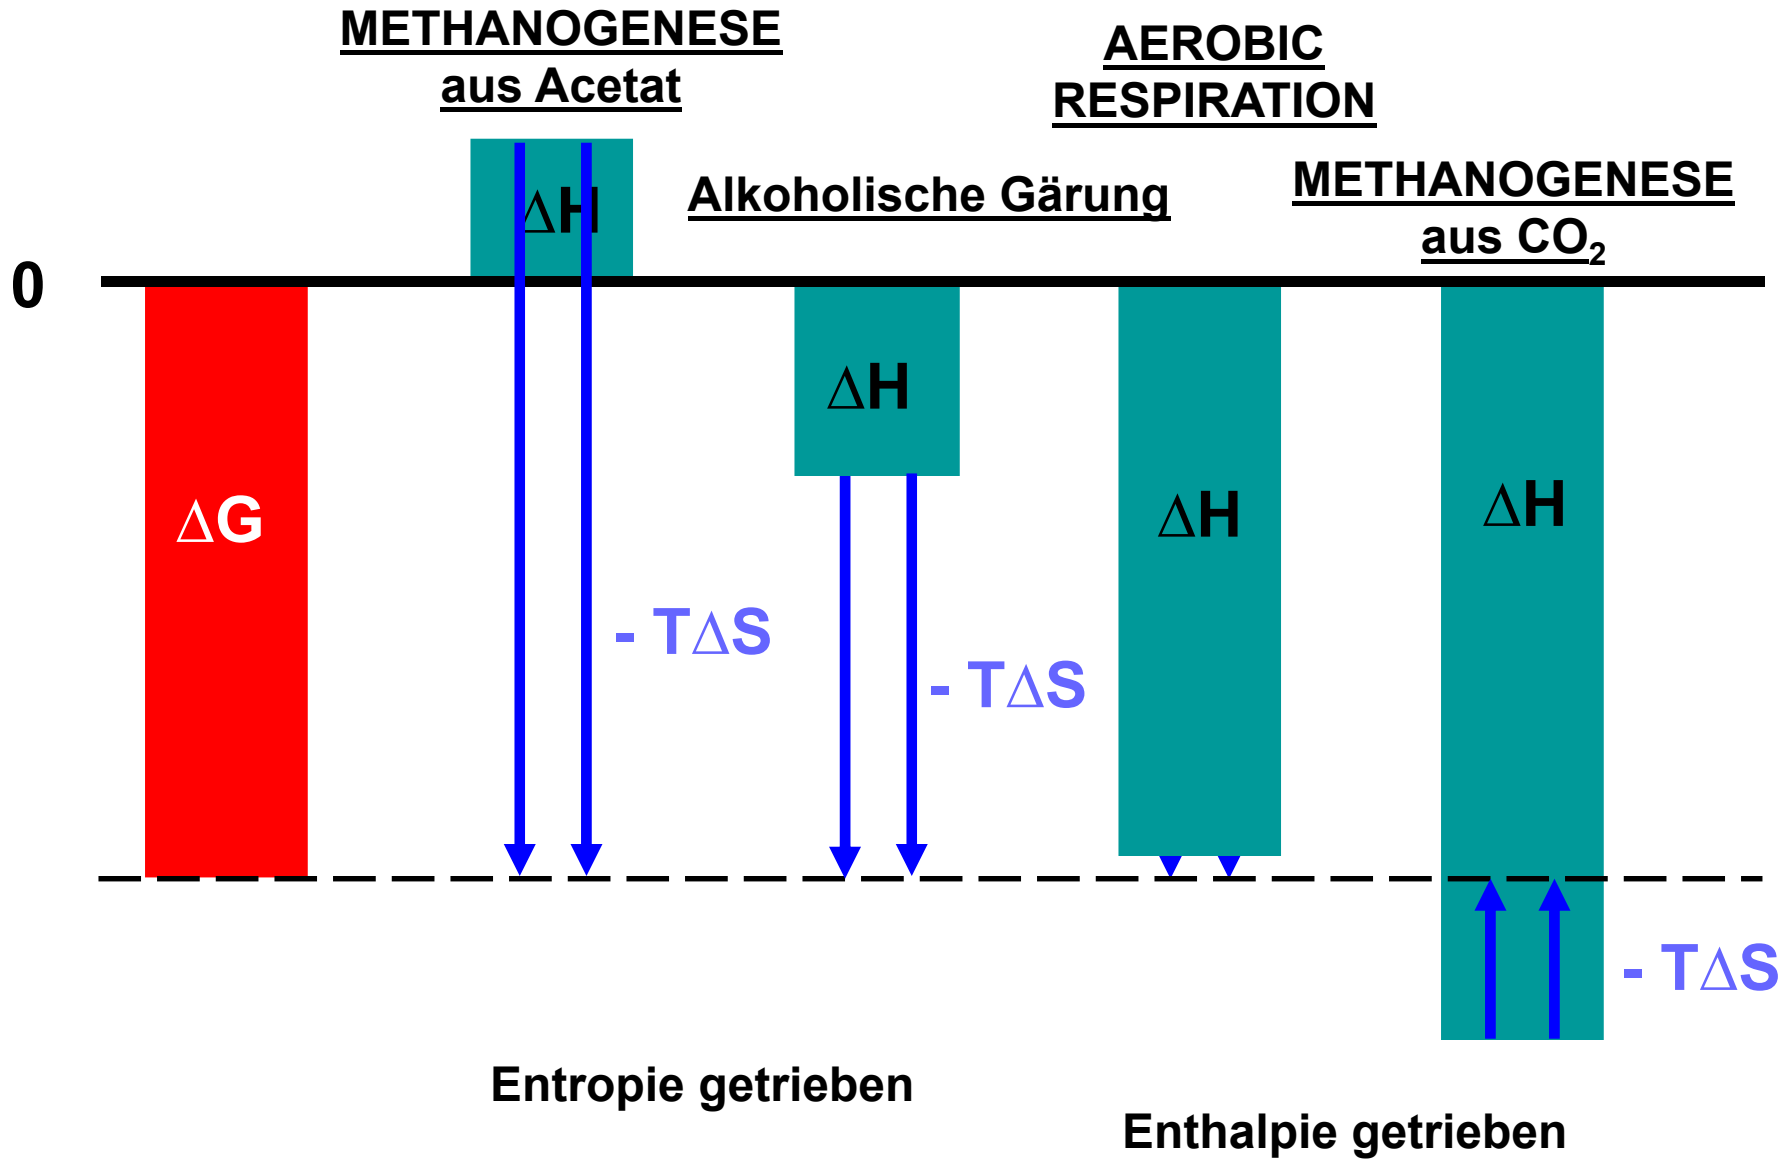 METHANOGENESE
aus Acetat
AEROBIC
RESPIRATION
Alkoholische Gärung
METHANOGENESE
aus CO₂
0
ΔH
ΔH
ΔG
ΔH
ΔH
- TΔS
- TΔS
- TΔS
Entropie getrieben
Enthalpie getrieben